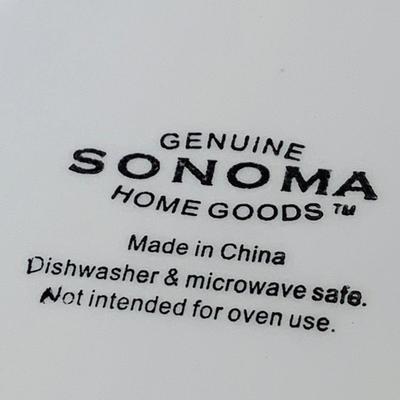 GENUINE
SONOMA
HOME GOODS™
Made in China
Dishwasher & microwave safe.
Not intended for oven use.